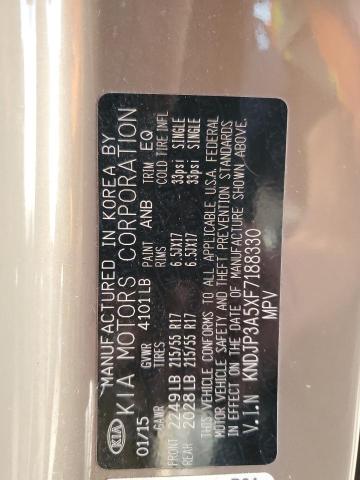 MANUFACTURED IN KOREA BY
KIA KIA MOTORS CORPORATION
01/15 GVWR 4101LB PAINT ANB TRIM EQ
GAWR TIRES RIMS COLD TIRE INFL
FRONT 2249LB 215/55 R17 6.5JX17 33psi SINGLE
REAR 2028LB 215/55 R17 6.5JX17 33psi SINGLE
THIS VEHICLE CONFORMS TO ALL APPLICABLE U.S.A. FEDERAL
MOTOR VEHICLE SAFETY AND THEFT PREVENTION STANDARDS
IN EFFECT ON THE DATE OF MANUFACTURE SHOWN ABOVE.
V.I.N KNDJP3A5XF7188330
MPV